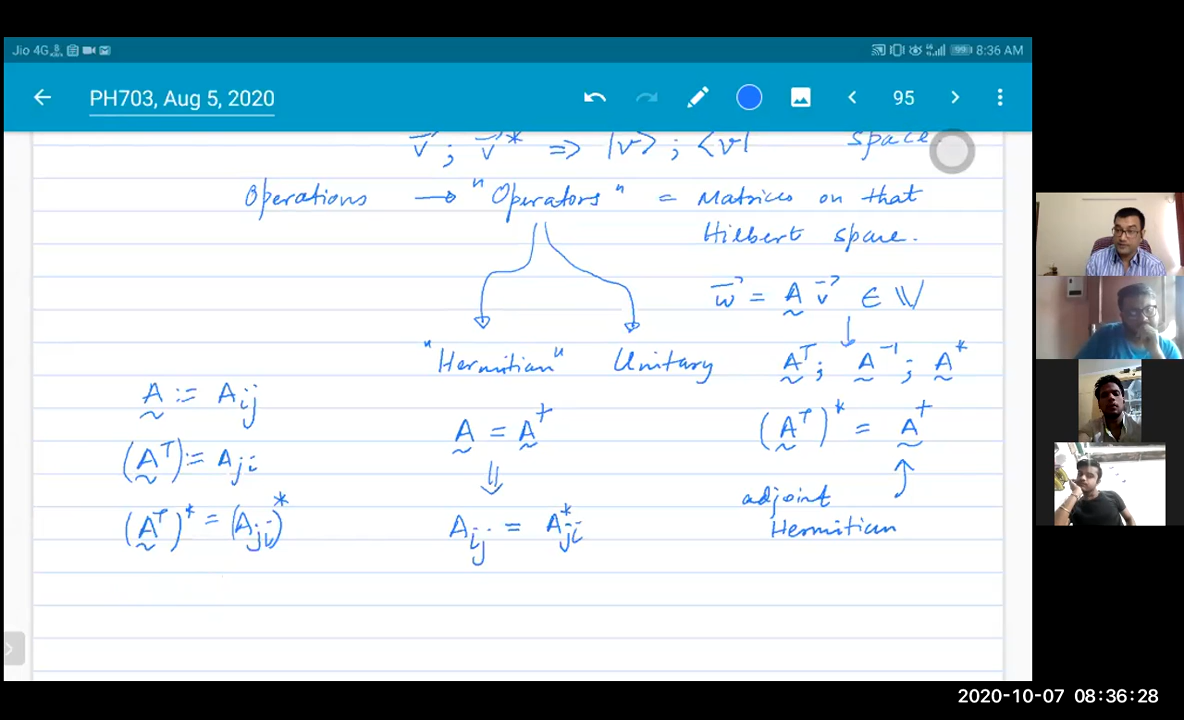 Jio 4G 8:36 AM
PH703, Aug 5, 2020 95
v⃗ ; v⃗* => |v> ; <v| space
Operations → "Operators" = Matrices on that
Hilbert space.
w⃗ = A v⃗ ∈ 𝕍
"Hermitian" Unitary A^T ; A^-1 ; A^*
A := A_ij
A = A^† (A^T)^* = A^†
(A^T) := A_ji
⇓
adjoint
(A^T)^* = (A_ji)^* A_ij = A_ji^* Hermitian
2020-10-07 08:36:28